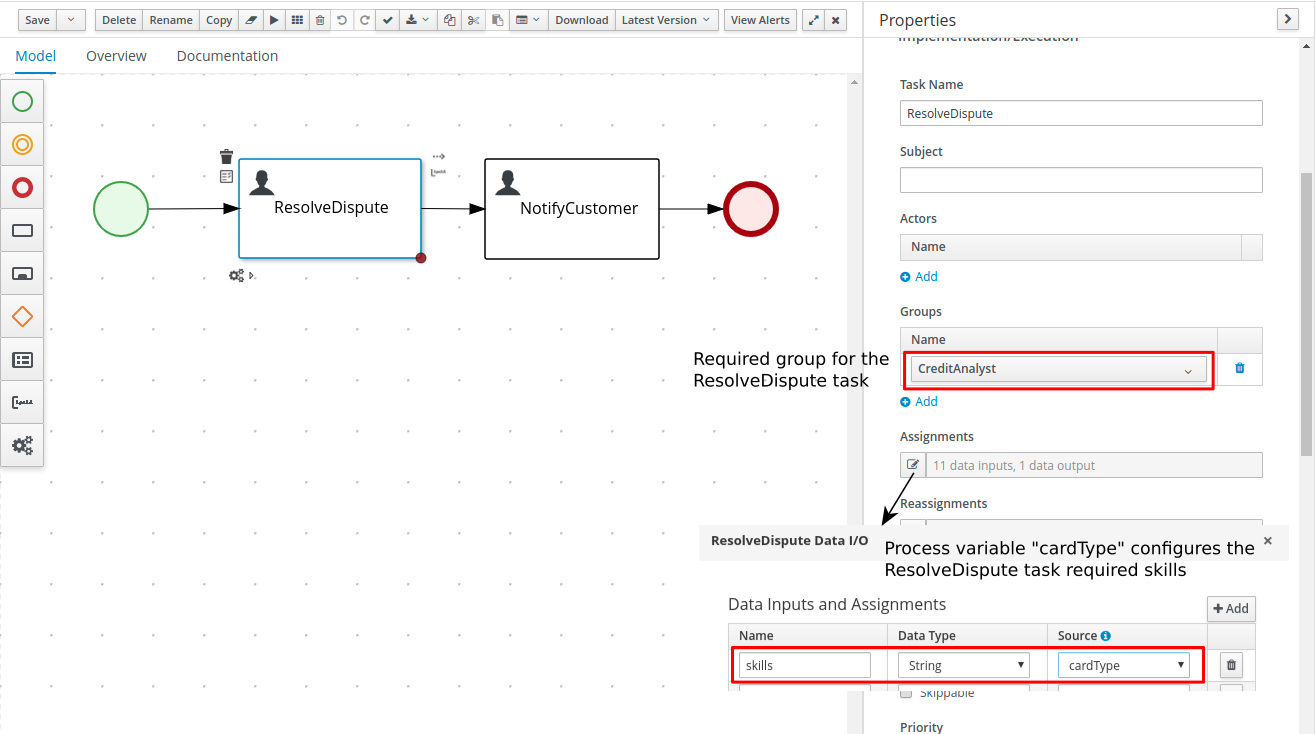 Save Delete Rename Copy Download Latest Version View Alerts
Properties
Model Overview Documentation
Implementation/Execution
Task Name
ResolveDispute
Subject
Actors
Name
Add
Groups
Name
CreditAnalyst
Add
Assignments
11 data inputs, 1 data output
Reassignments
ResolveDispute
NotifyCustomer
Required group for the
ResolveDispute task
ResolveDispute Data I/O
×
Process variable "cardType" configures the
ResolveDispute task required skills
Data Inputs and Assignments
Add
Name Data Type Source
skills String cardType
Skippable
Priority